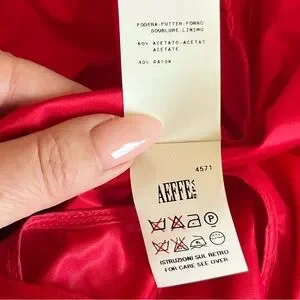 FODERA-FUTTER-FORRO
DOUBLURE-LINING
60% ACETATO-ACETAT
ACETATE
40% RAYON
4571
AEFFE
ISTRUZIONI SUL RETRO
FOR CARE SEE OVER